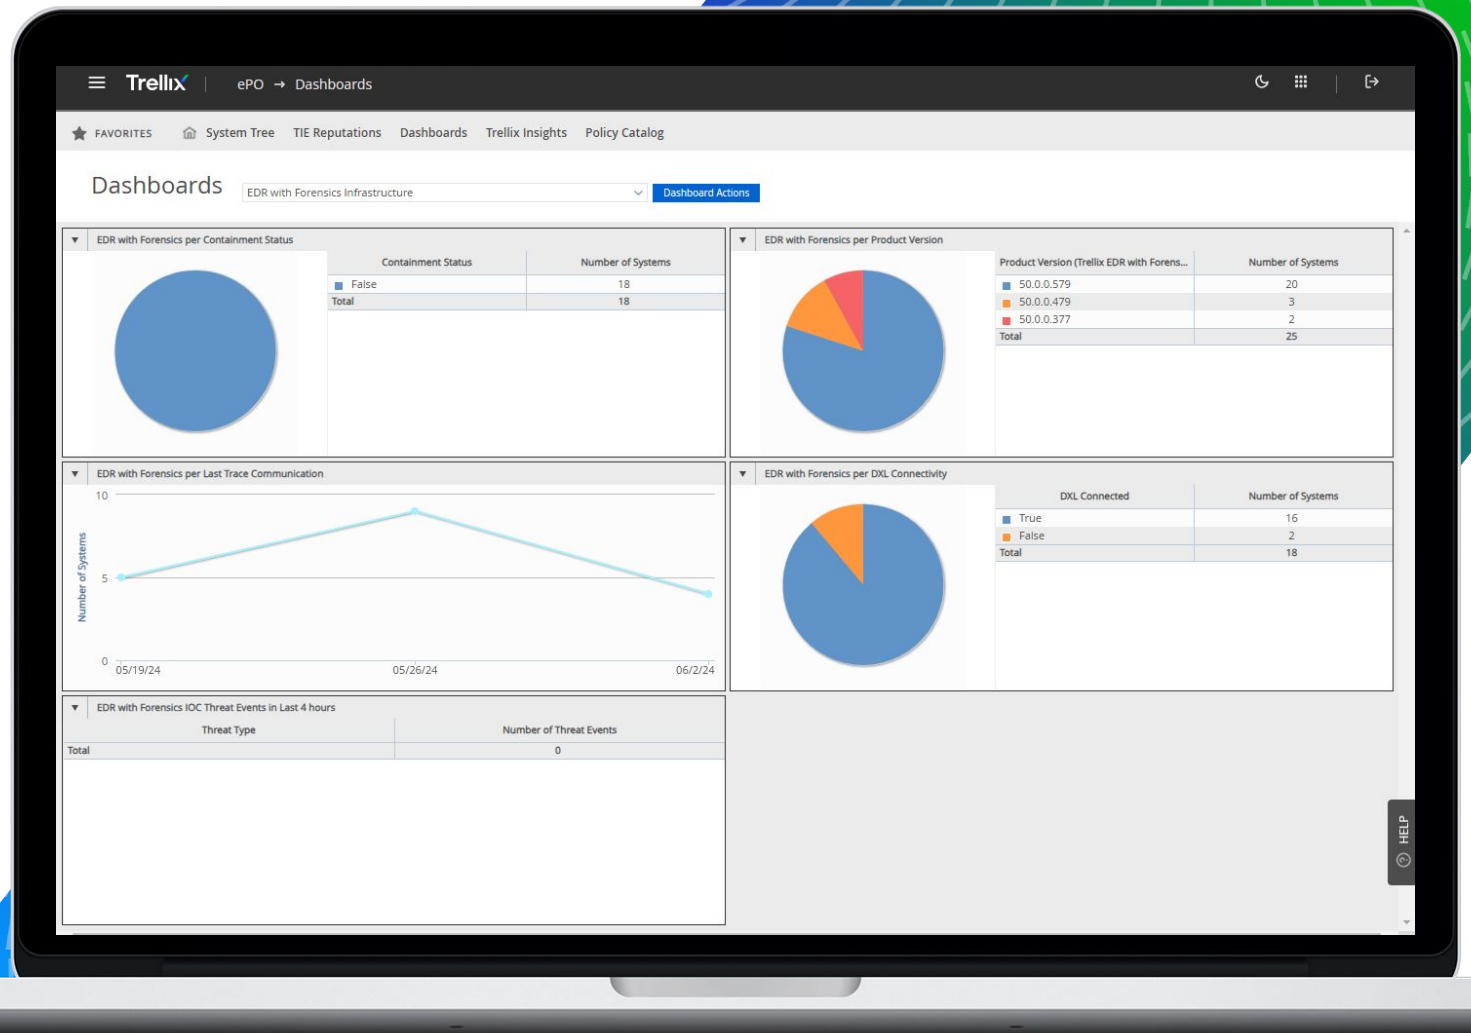 Trellix | ePO → Dashboards
FAVORITES System Tree TIE Reputations Dashboards Trellix Insights Policy Catalog
Dashboards EDR with Forensics Infrastructure Dashboard Actions
EDR with Forensics per Containment Status
Containment Status Number of Systems
False 18
Total 18
EDR with Forensics per Product Version
Product Version (Trellix EDR with Forens... Number of Systems
50.0.0.579 20
50.0.0.479 3
50.0.0.377 2
Total 25
EDR with Forensics per Last Trace Communication
Number of Systems
10
5
0
05/19/24 05/26/24 06/2/24
EDR with Forensics per DXL Connectivity
DXL Connected Number of Systems
True 16
False 2
Total 18
EDR with Forensics IOC Threat Events in Last 4 hours
Threat Type Number of Threat Events
Total 0
? HELP